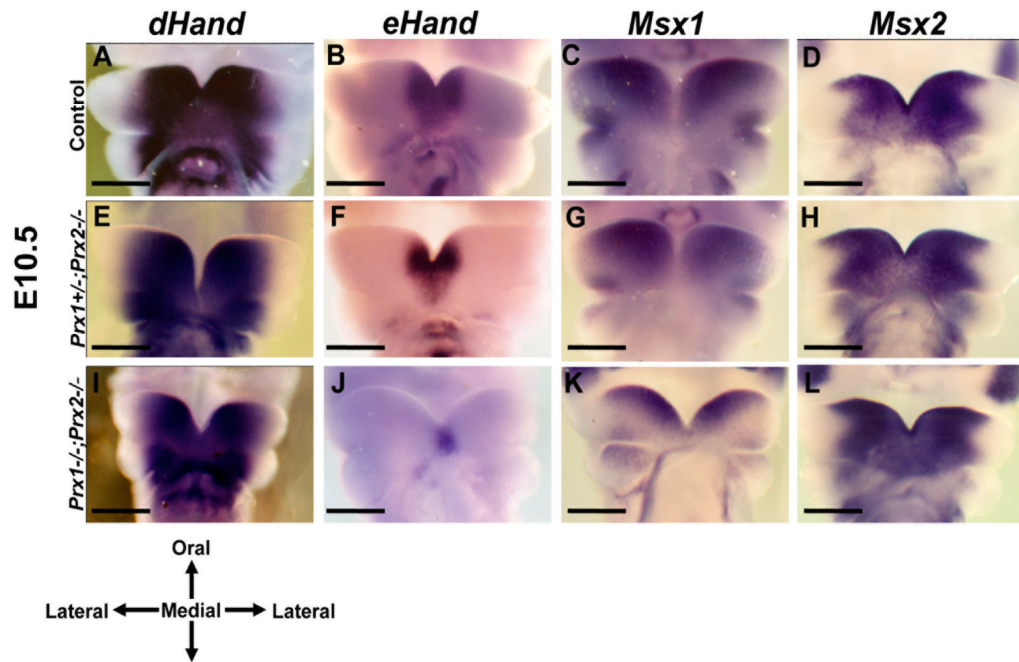 dHand eHand Msx1 Msx2
A B C D
Control
E F G H
E10.5
Prx1+/-;Prx2-/-
I J K L
Prx1-/-;Prx2-/-
Oral
Lateral Medial Lateral